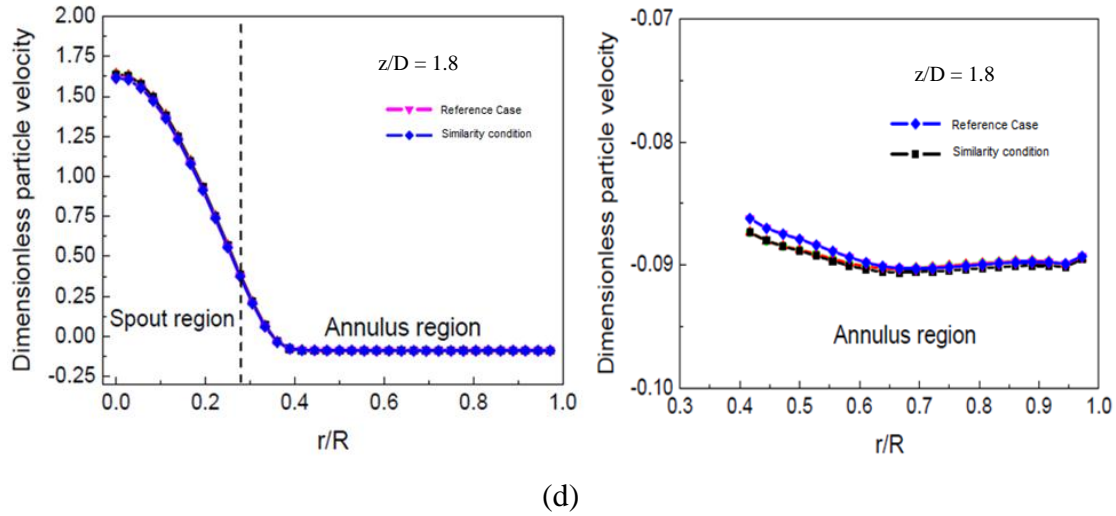 Dimensionless particle velocity
2.00
1.75
1.50
1.25
1.00
0.75
0.50
0.25
0.00
-0.25
z/D = 1.8
Reference Case
Similarity condition
Spout region
Annulus region
0.0 0.2 0.4 0.6 0.8 1.0
r/R
Dimensionless particle velocity
-0.07
-0.08
-0.09
-0.10
z/D = 1.8
Reference Case
Similarity condition
Annulus region
0.3 0.4 0.5 0.6 0.7 0.8 0.9 1.0
r/R
(d)